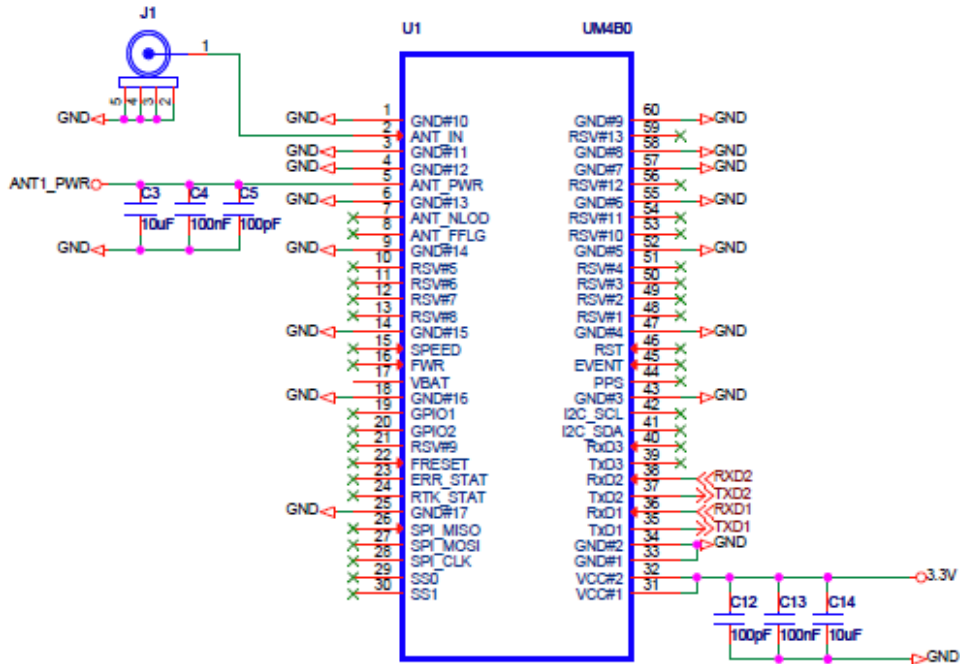 J1
1
5 4 3 2
GND
U1 UM4B0
GND 1 GND#10 GND#9 60 GND
2 ANT_IN RSV#13 59
GND 3 GND#11 GND#8 58 GND
GND 4 GND#12 GND#7 57 GND
ANT1_PWR 5 ANT_PWR RSV#12 56
GND 6 GND#13 GND#6 55 GND
7 ANT_NLOD RSV#11 54
8 ANT_FFLG RSV#10 53
GND 9 GND#14 GND#5 52 GND
10 RSV#5 RSV#4 51
11 RSV#6 RSV#3 50
12 RSV#7 RSV#2 49
13 RSV#8 RSV#1 48
GND 14 GND#15 GND#4 47 GND
15 SPEED RST 46
16 FWR EVENT 45
17 VBAT PPS 44
GND 18 GND#16 GND#3 43 GND
19 GPIO1 I2C_SCL 42
20 GPIO2 I2C_SDA 41
21 RSV#9 RxD3 40
22 FRESET TxD3 39
23 ERR_STAT RxD2 38 RXD2
24 RTK_STAT TxD2 37 TXD2
GND 25 GND#17 RxD1 36 RXD1
26 SPI_MISO TxD1 35 TXD1
27 SPI_MOSI GND#2 34 GND
28 SPI_CLK GND#1 33
29 SS0 VCC#2 32 3.3V
30 SS1 VCC#1 31
C3 C4 C5
10uF 100nF 100pF
GND
C12 C13 C14
100pF 100nF 10uF
GND